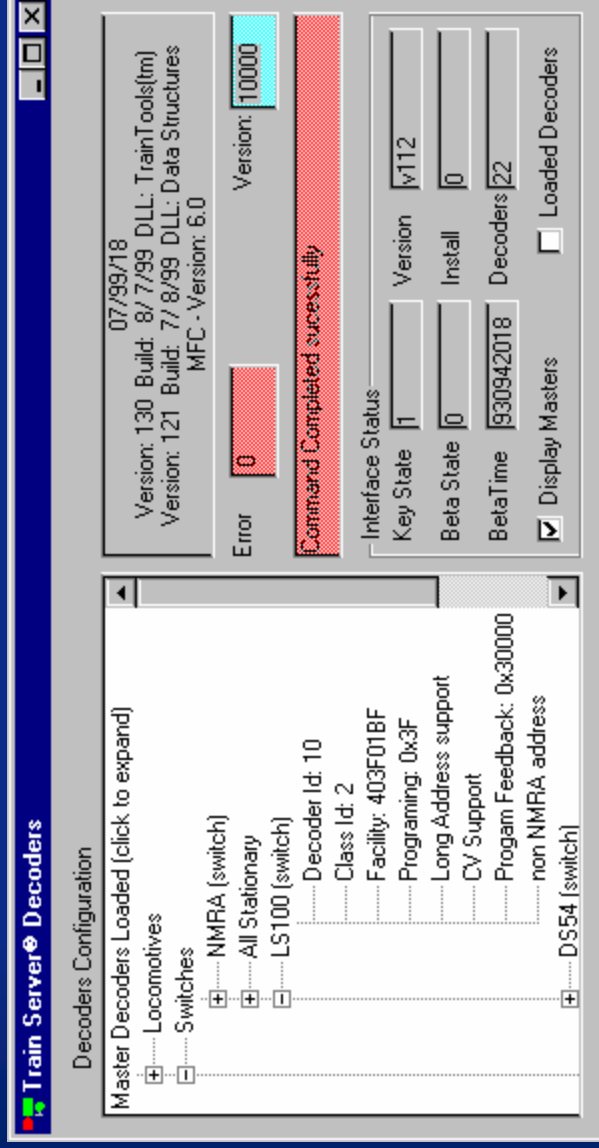 Train Server® Decoders
Decoders Configuration
Master Decoders Loaded (click to expand)
Locomotives
Switches
NMRA (switch)
All Stationary
LS100 (switch)
Decoder Id: 10
Class Id: 2
Facility: 403F01BF
Programing: 0x3F
Long Address support
CV Support
Progam Feedback: 0x30000
non NMRA address
DS54 (switch)
07/99/18
Version: 130 Build: 8/ 7/99 DLL: TrainTools(tm)
Version: 121 Build: 7/ 8/99 DLL: Data Structures
MFC - Version: 6.0
Error 0 Version: 10000
Command Completed sucessfully
Interface Status
Key State 1 Version v112
Beta State 0 Install 0
BetaTime 930942018 Decoders 22
Display Masters Loaded Decoders